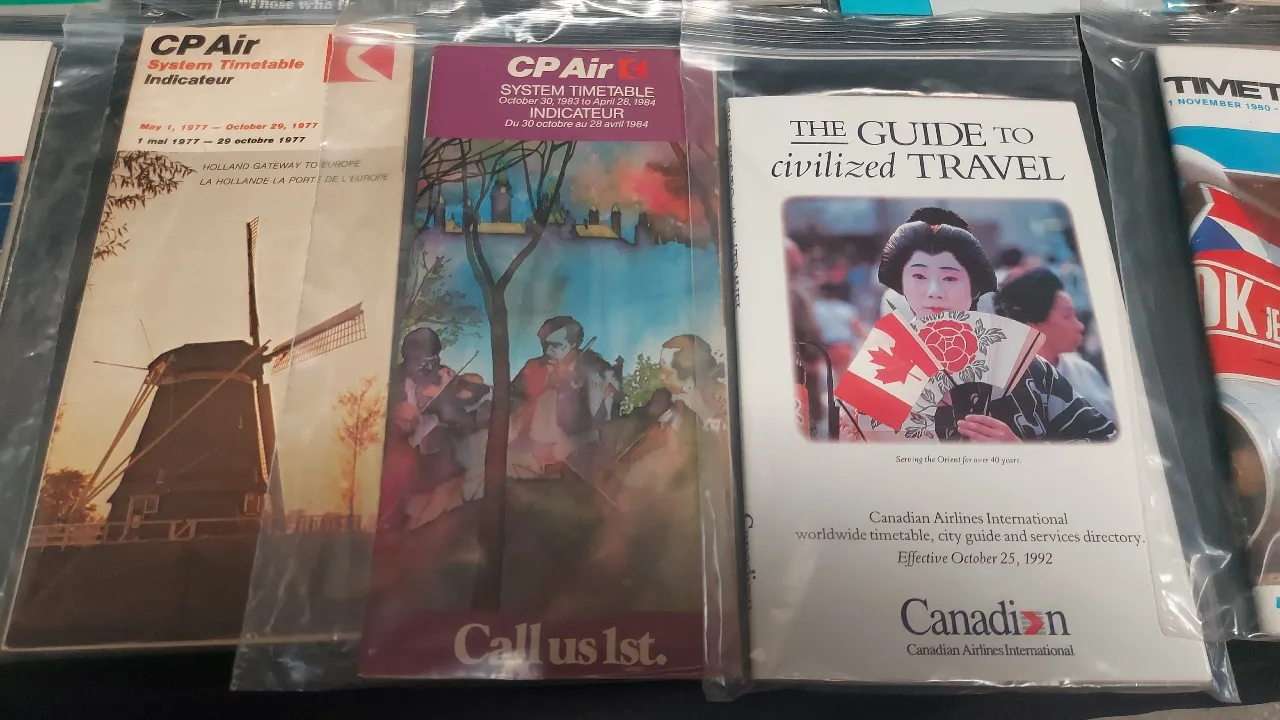 "Those who
CP Air
System Timetable
Indicateur
May 1, 1977 — October 29, 1977
1 mai 1977 — 29 octobre 1977
HOLLAND GATEWAY TO EUROPE
LA HOLLANDE LA PORTE DE L'EUROPE
CP Air
SYSTEM TIMETABLE
October 30, 1983 to April 28, 1984
INDICATEUR
Du 30 octobre au 28 avril 1984
Call us 1st.
THE GUIDE TO
civilized TRAVEL
Serving the Orient for over 40 years.
Canadian Airlines International
worldwide timetable, city guide and services directory.
Effective October 25, 1992
Canadi>n
Canadian Airlines International
TIMET
1 NOVEMBER 1980 -
OK